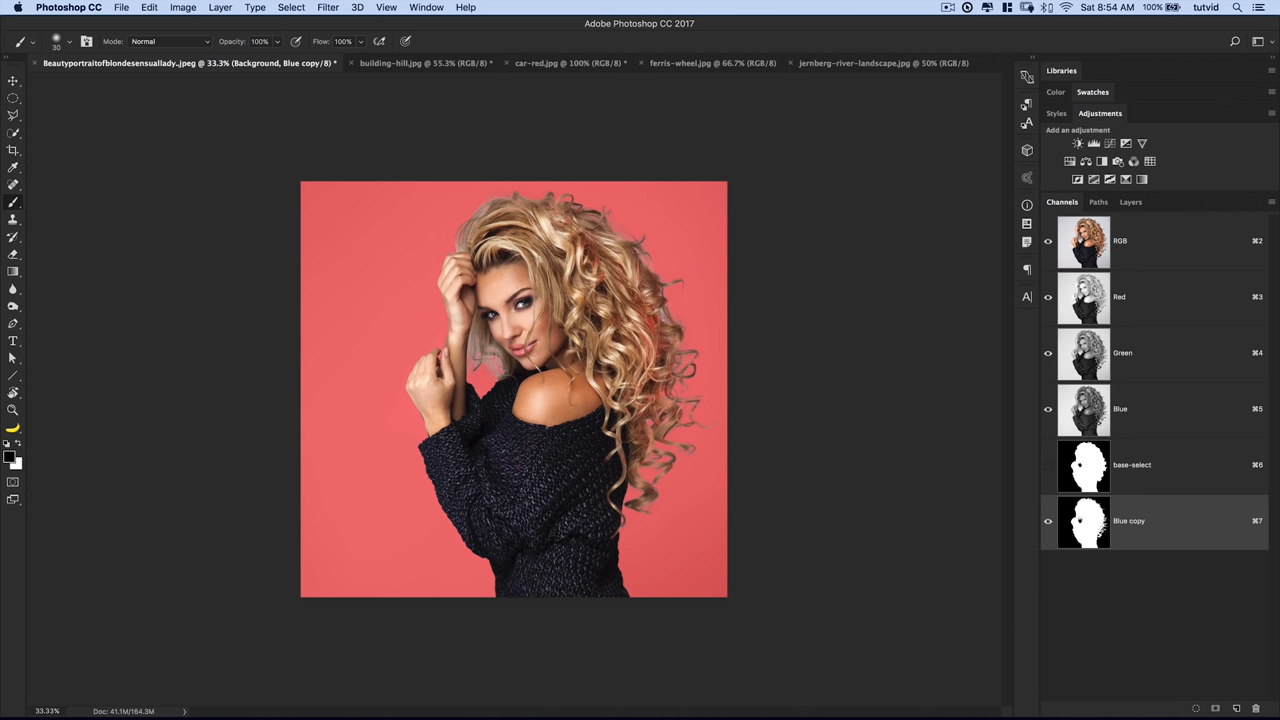 Photoshop CC File Edit Image Layer Type Select Filter 3D View Window Help Sat 8:54 AM 100% tutvid
Adobe Photoshop CC 2017
30 Mode: Normal Opacity: 100% Flow: 100%
Beautyportraitofblondesensuallady.jpeg @ 33.3% (Background, Blue copy/8) * building-hill.jpg @ 55.3% (RGB/8) * car-red.jpg @ 100% (RGB/8) * ferris-wheel.jpg @ 66.7% (RGB/8) jernberg-river-landscape.jpg @ 50% (RGB/8)
Libraries
Color Swatches
Styles Adjustments
Add an adjustment
Channels Paths Layers
RGB ⌘2
Red ⌘3
Green ⌘4
Blue ⌘5
base-select ⌘6
Blue copy ⌘7
33.33% Doc: 41.1M/164.3M